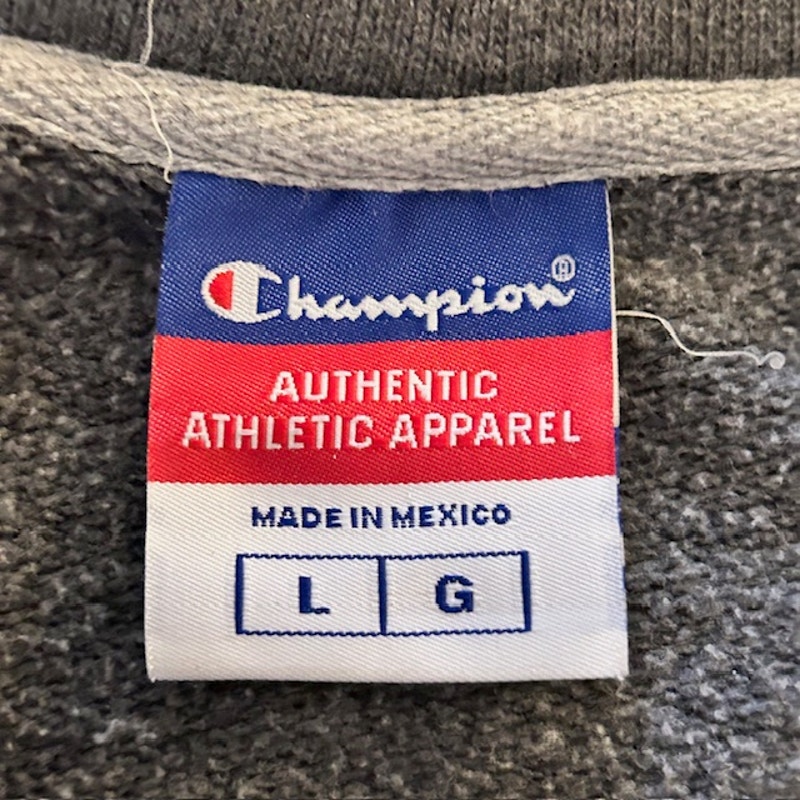 Champion®
AUTHENTIC
ATHLETIC APPAREL
MADE IN MEXICO
L G